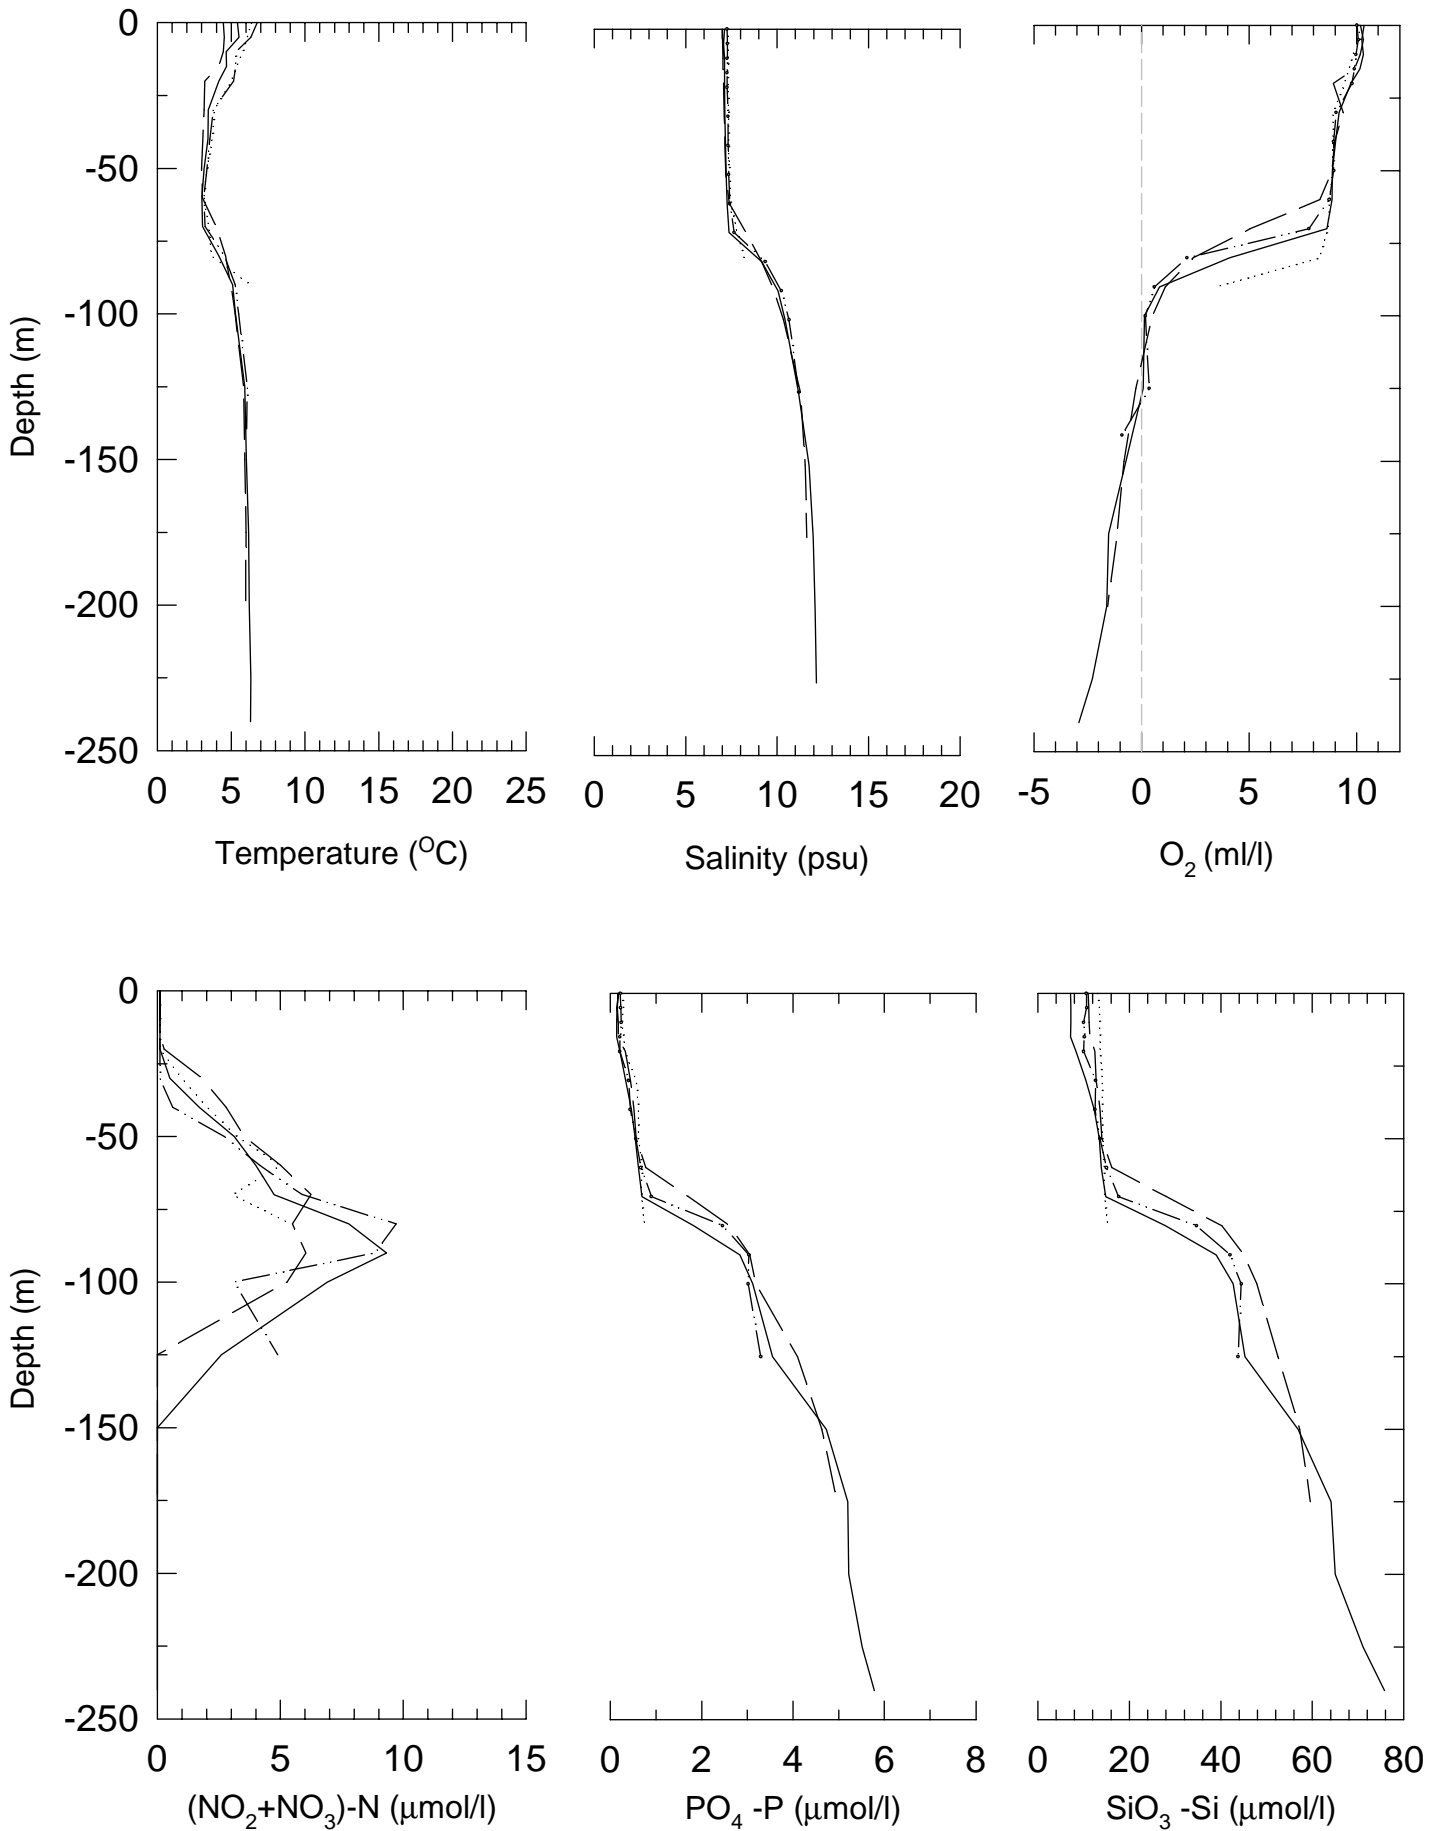 0
-50
-100
-150
-200
-250
Depth (m)
0 5 10 15 20 25
Temperature (ᴼC)
0 5 10 15 20
Salinity (psu)
-5 0 5 10
O₂ (ml/l)
0
-50
-100
-150
-200
-250
Depth (m)
0 5 10 15
(NO₂+NO₃)-N (μmol/l)
0 2 4 6 8
PO₄ -P (μmol/l)
0 20 40 60 80
SiO₃ -Si (μmol/l)